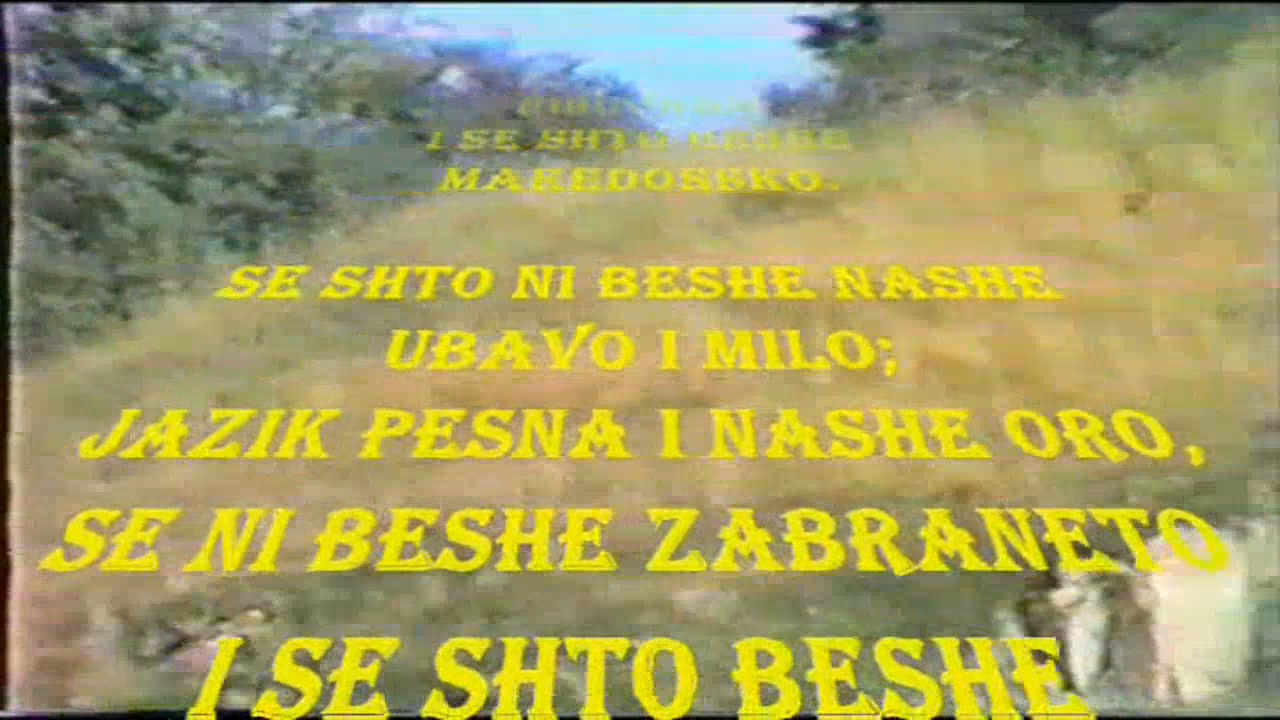 I SE SHTO BESHE
MAKEDONSKO.
SE SHTO NI BESHE NASHE
UBAVO I MILO;
JAZIK PESNA I NASHE ORO,
SE NI BESHE ZABRANETO
I SE SHTO BESHE